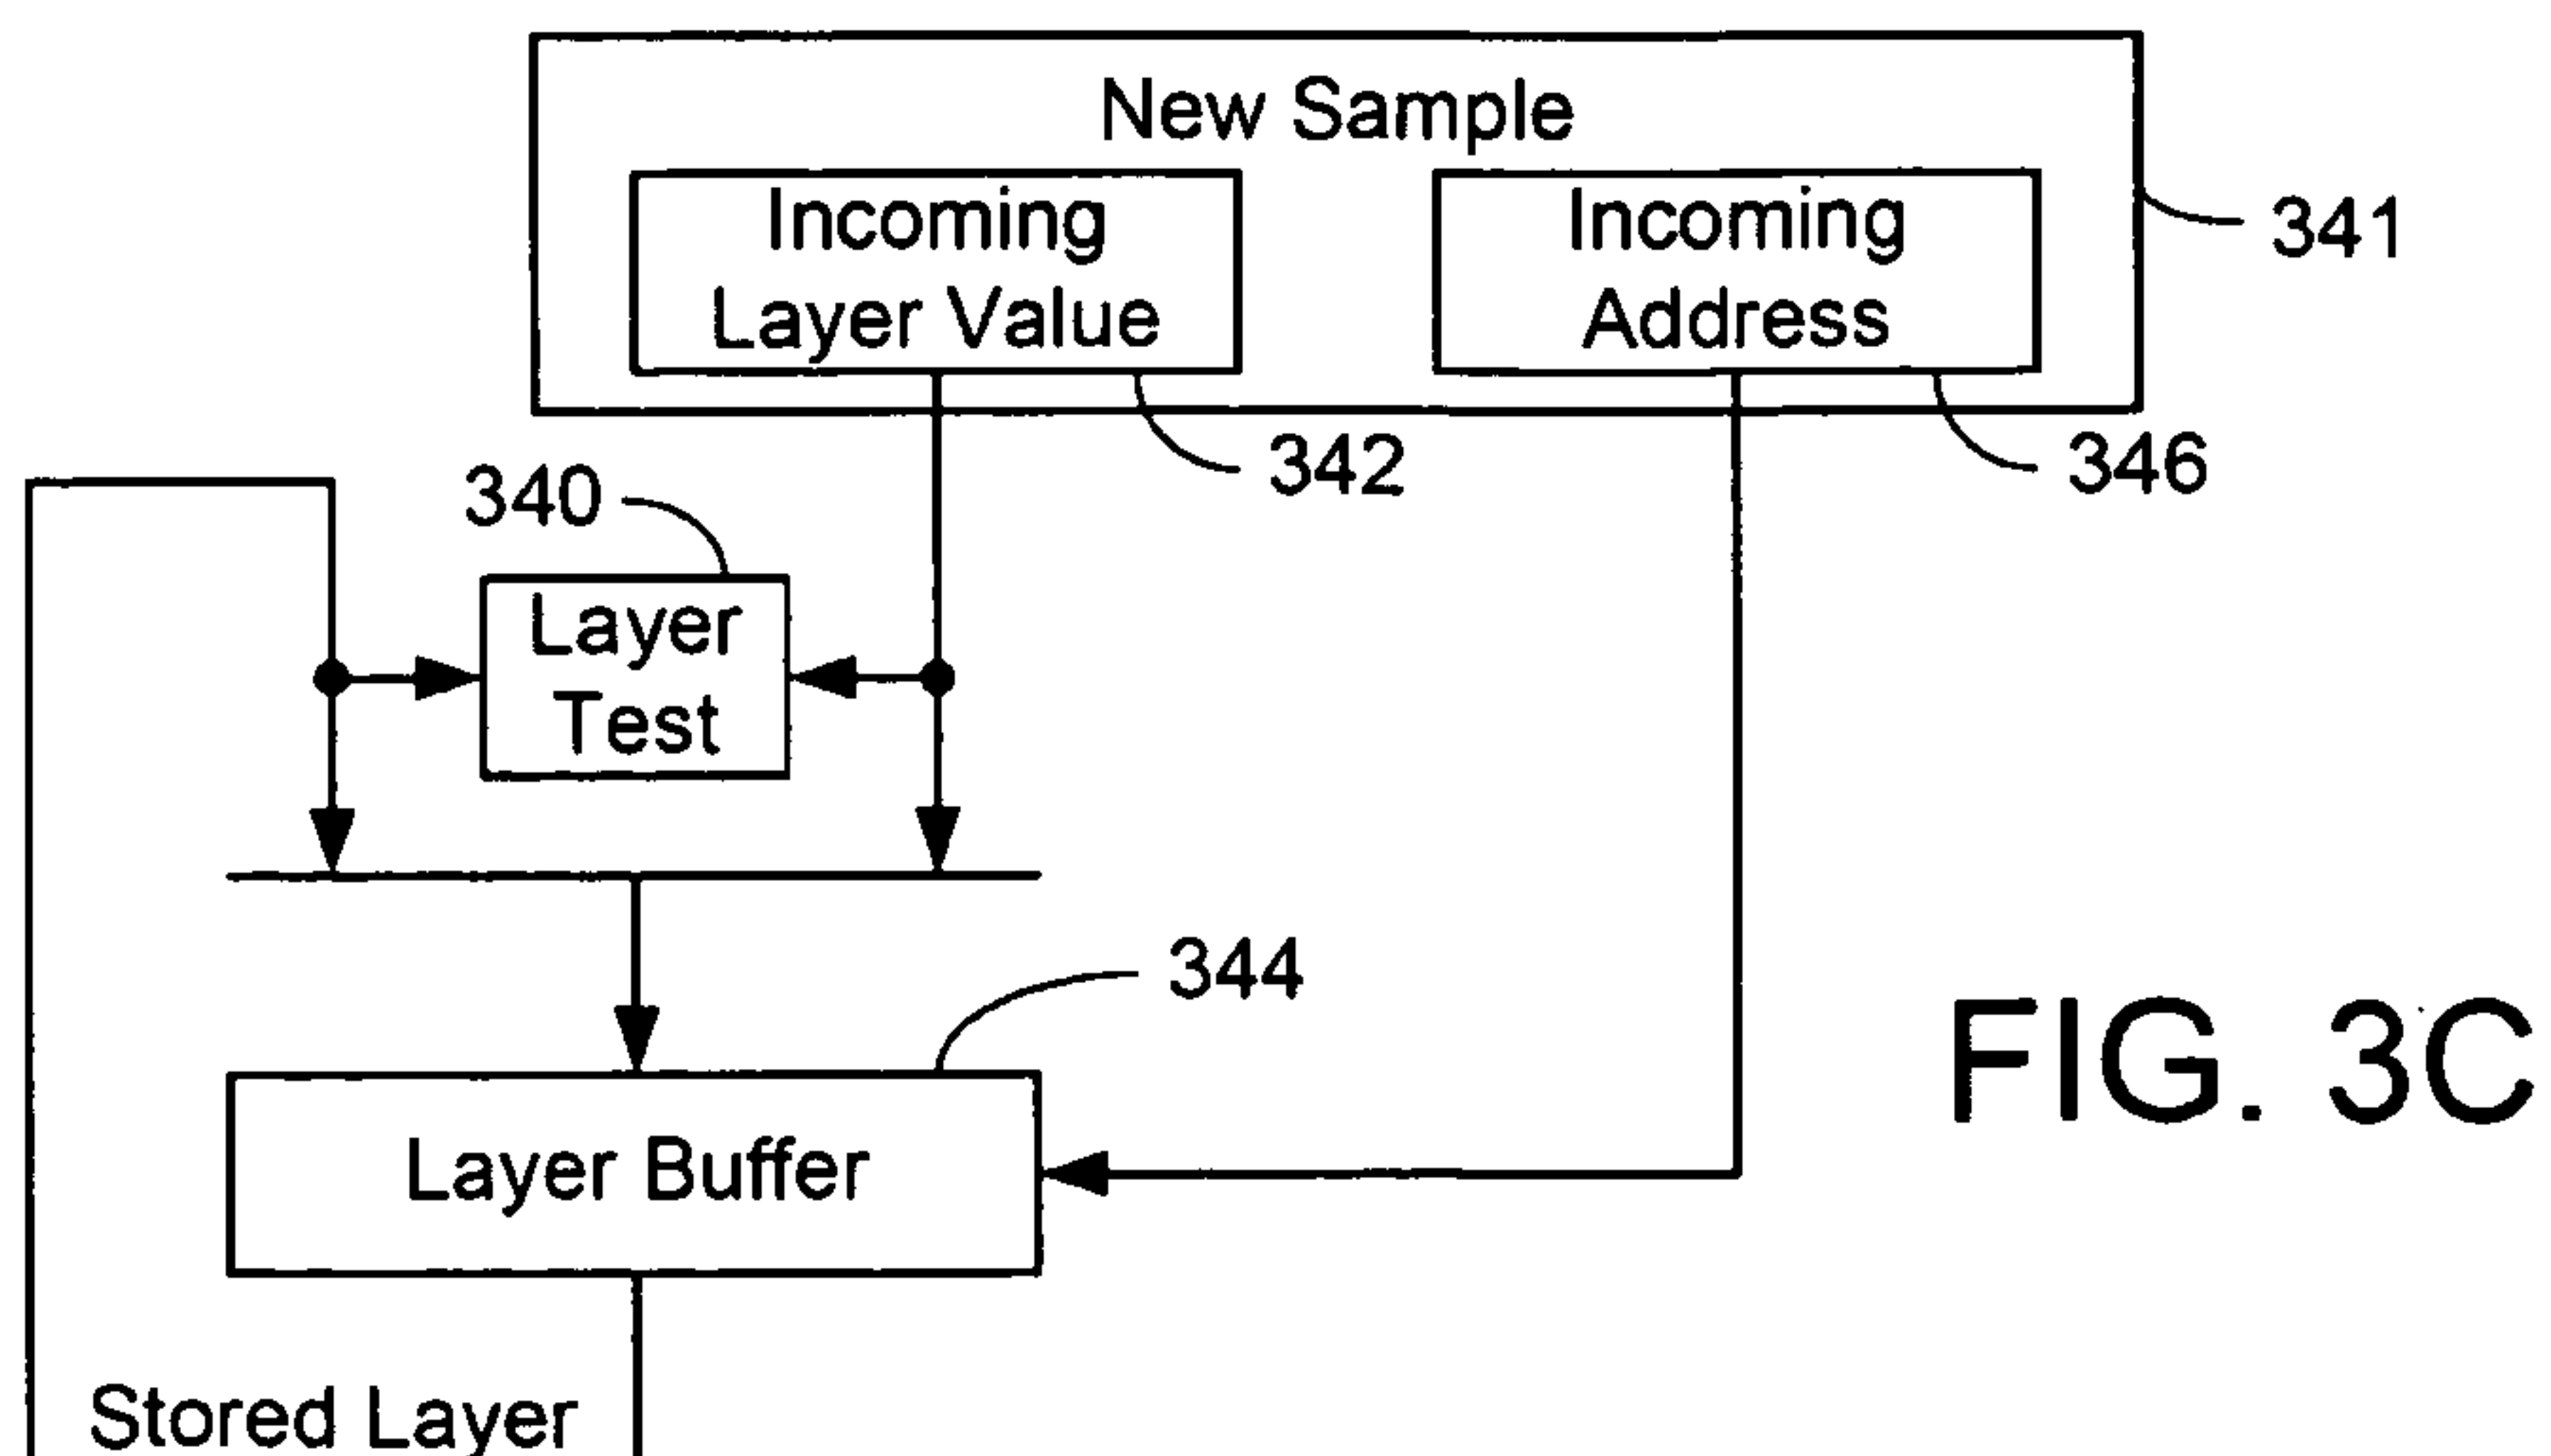 New Sample
Incoming
Layer Value
Incoming
Address
341
342
346
340
Layer
Test
344
Layer Buffer
FIG. 3C
Stored Layer